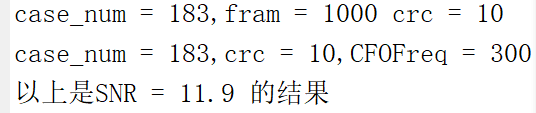 case_num = 183,fram = 1000 crc = 10
case_num = 183,crc = 10,CFOFreq = 300
以上是SNR = 11.9 的结果